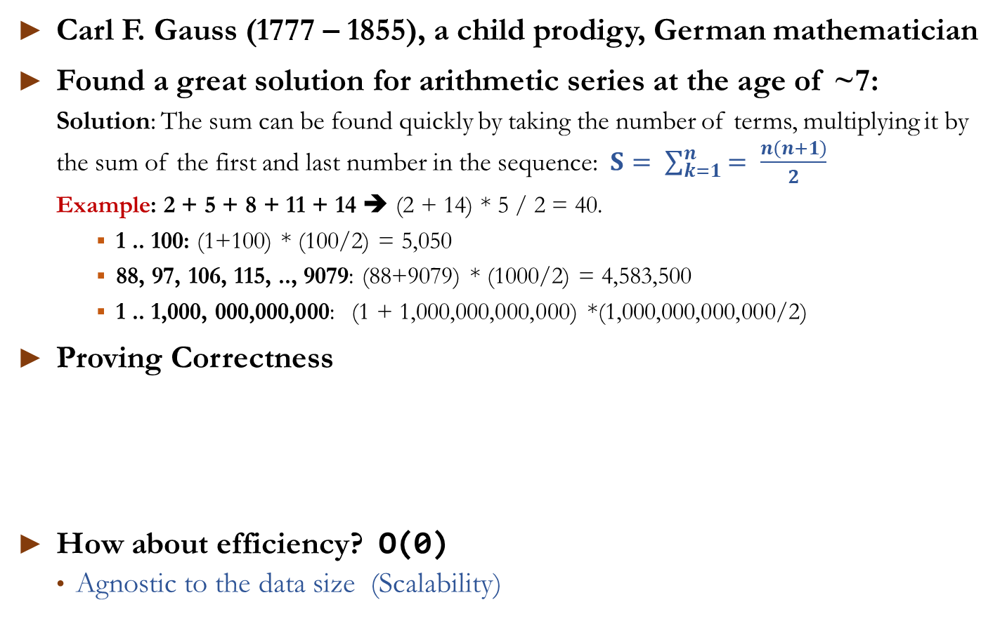 ► Carl F. Gauss (1777 – 1855), a child prodigy, German mathematician
► Found a great solution for arithmetic series at the age of ~7:
Solution: The sum can be found quickly by taking the number of terms, multiplying it by
the sum of the first and last number in the sequence: S = ∑ⁿₖ₌₁ = n(n+1)/2
Example: 2 + 5 + 8 + 11 + 14 ➔ (2 + 14) * 5 / 2 = 40.
▪ 1 .. 100: (1+100) * (100/2) = 5,050
▪ 88, 97, 106, 115, .., 9079: (88+9079) * (1000/2) = 4,583,500
▪ 1 .. 1,000, 000,000,000: (1 + 1,000,000,000,000) *(1,000,000,000,000/2)
► Proving Correctness
► How about efficiency? O(0)
• Agnostic to the data size (Scalability)